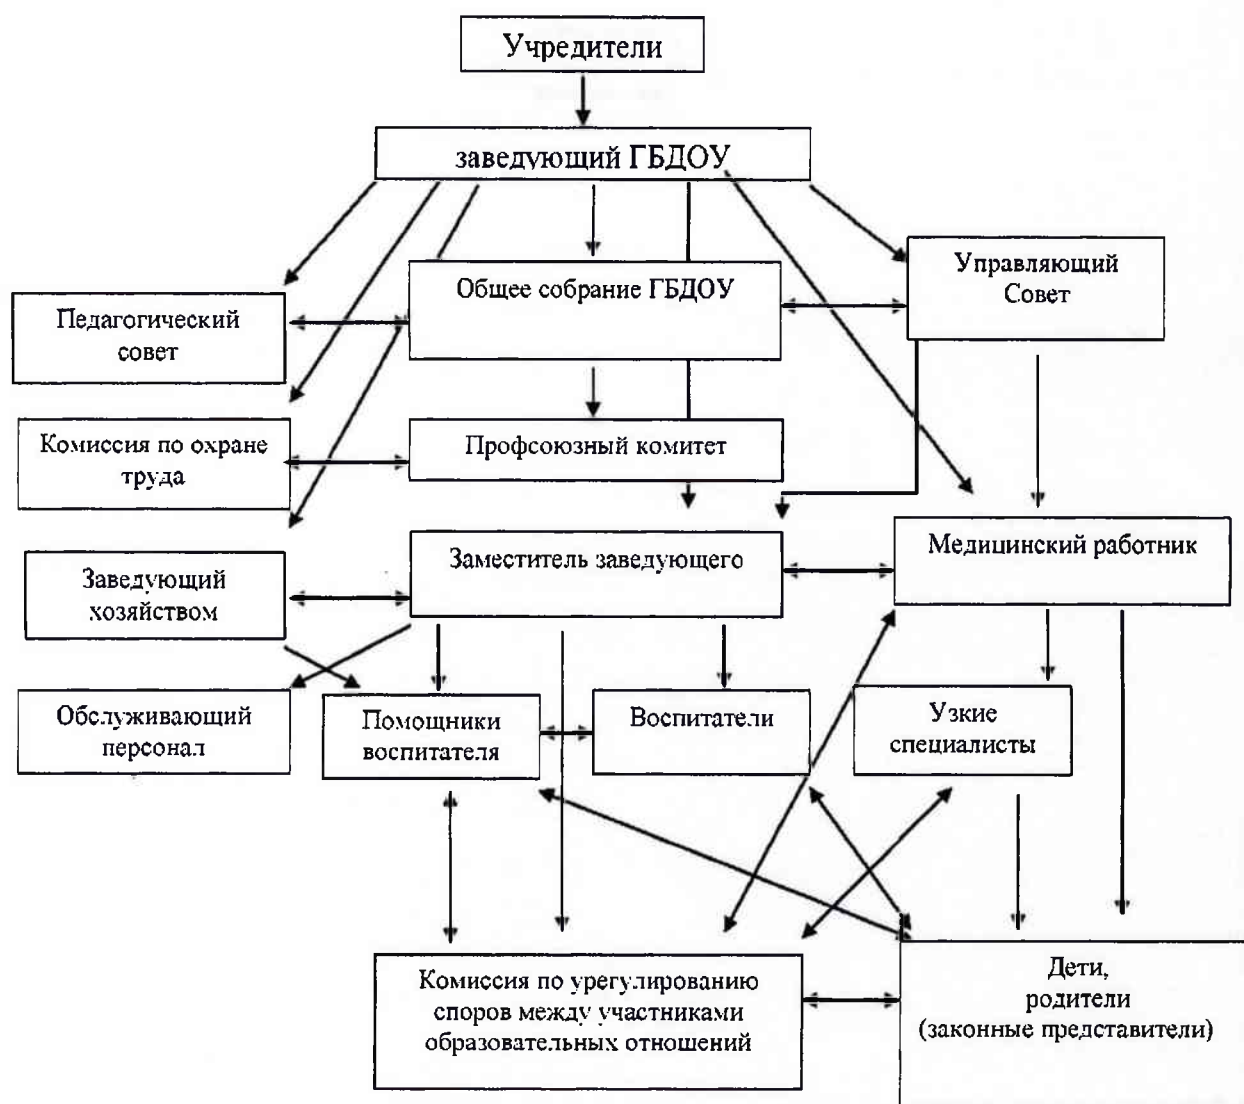 Учредители
заведующий ГБДОУ
Общее собрание ГБДОУ
Управляющий
Совет
Педагогический
совет
Комиссия по охране
труда
Профсоюзный комитет
Заведующий
хозяйством
Заместитель заведующего
Медицинский работник
Обслуживающий
персонал
Помощники
воспитателя
Воспитатели
Узкие
специалисты
Комиссия по урегулированию
споров между участниками
образовательных отношений
Дети,
родители
(законные представители)